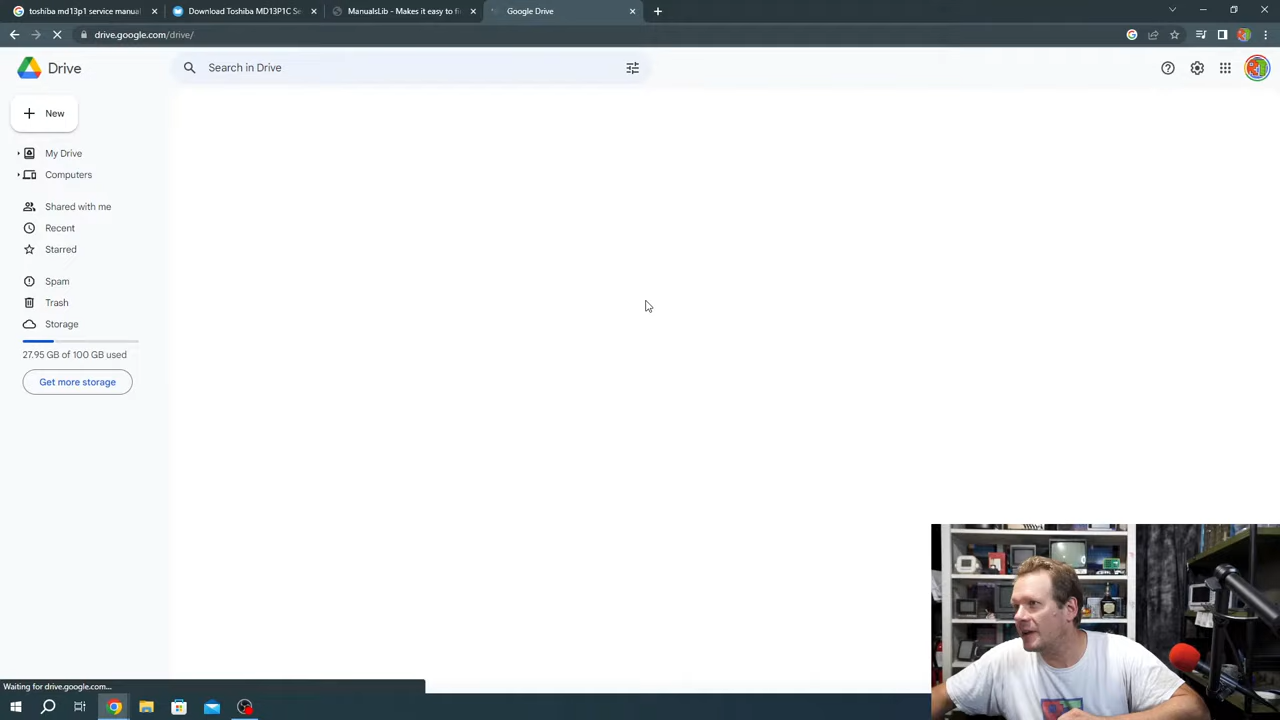 toshiba md13p1 service manual
Download Toshiba MD13P1C Se
ManualsLib - Makes it easy to fi
Google Drive
drive.google.com/drive/
Drive
Search in Drive
New
My Drive
Computers
Shared with me
Recent
Starred
Spam
Trash
Storage
27.95 GB of 100 GB used
Get more storage
Waiting for drive.google.com...